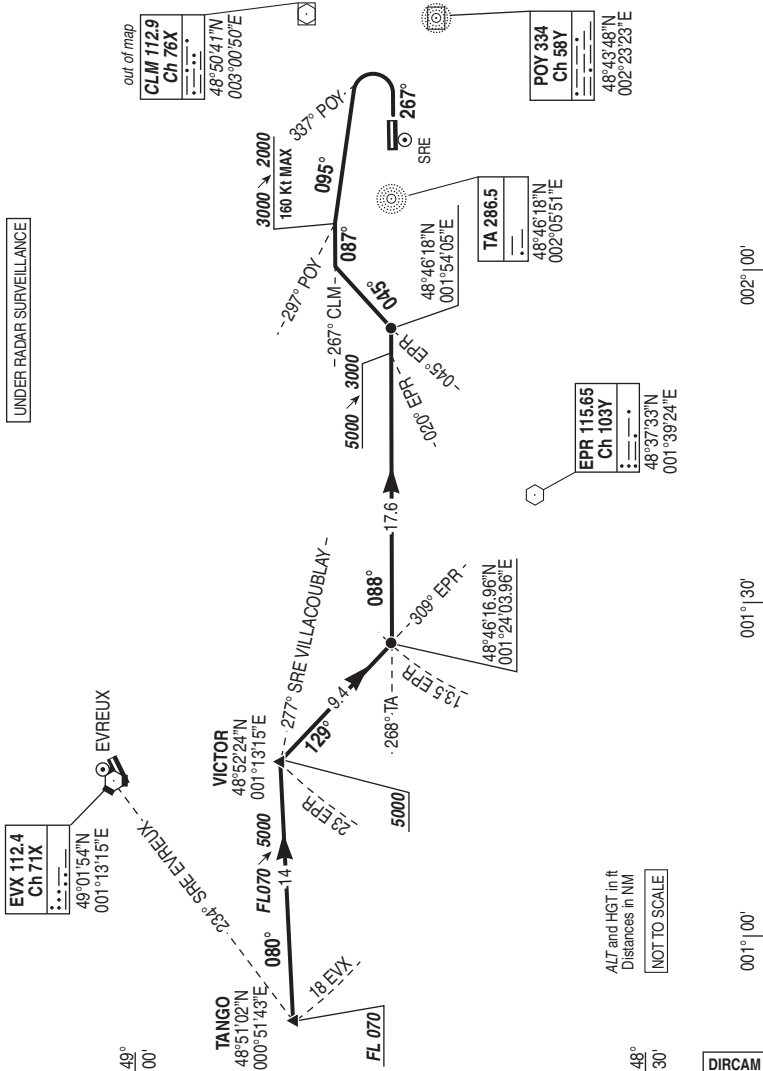 UNDER RADAR SURVEILLANCE
out of map
CLM 112.9
Ch 76X
48°50'41"N
003°00'50"E
EVX 112.4
Ch 71X
49°01'54"N
001°13'15"E
EVREUX
234° SRE EVREUX
49°
00'
TANGO
48°51'02"N
000°51'43"E
FL 070
18 EVX
080°
14
FL070 → 5000
VICTOR
48°52'24"N
001°13'15"E
23 EPR
5000
277° SRE VILLACOUBLAY
129°
9.4
268° TA
13.5 EPR
309° EPR
48°46'16.96"N
001°24'03.96"E
088°
17.6
5000 → 3000
020° EPR
045° EPR
48°46'18"N
001°54'05"E
045°
267° CLM
297° POY
087°
3000 → 2000
160 Kt MAX
095°
337° POY
267°
SRE
TA 286.5
48°46'18"N
002°05'51"E
POY 334
Ch 58Y
48°43'48"N
002°23'23"E
EPR 115.65
Ch 103Y
48°37'33"N
001°39'24"E
ALT and HGT in ft
Distances in NM
NOT TO SCALE
48°
30'
001° 00'
001° 30'
002° 00'
DIRCAM